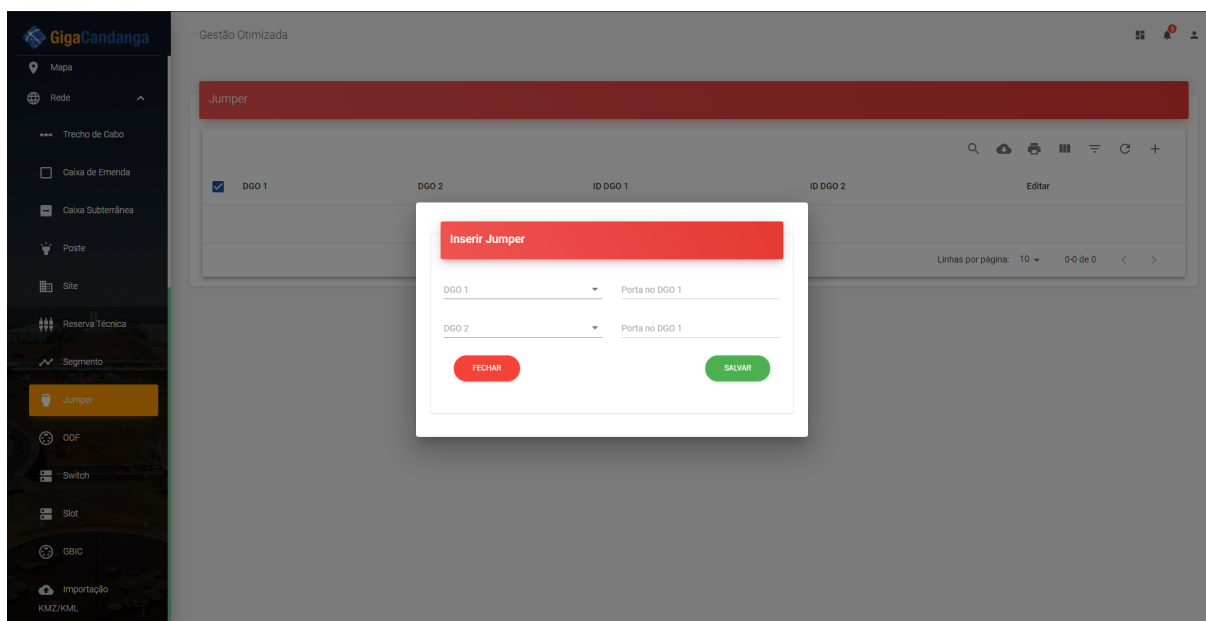 GigaCandanga
Gestão Otimizada
Mapa
Rede
Jumper
Trecho de Cabo
Caixa de Emenda
DGO 1 DGO 2 ID DGO 1 ID DGO 2 Editar
Caixa Subterrânea
Inserir Jumper
Poste
Linhas por página: 10 0-0 de 0
Site
DGO 1 Porta no DGO 1
Reserva Técnica
DGO 2 Porta no DGO 1
Segmento
FECHAR SALVAR
Jumper
ODF
Switch
Slot
GBIC
Importação
KMZ/KML